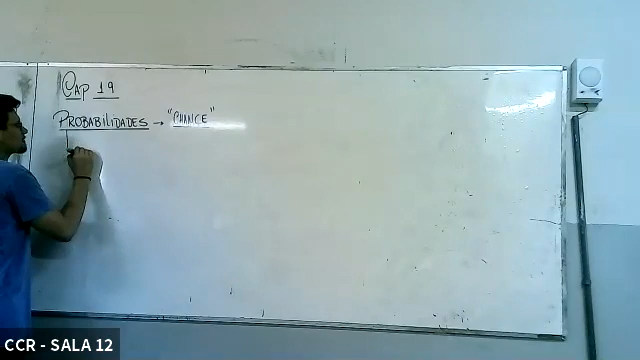 CAP 19
PROBABILIDADES → "CHANCE"
CCR - SALA 12